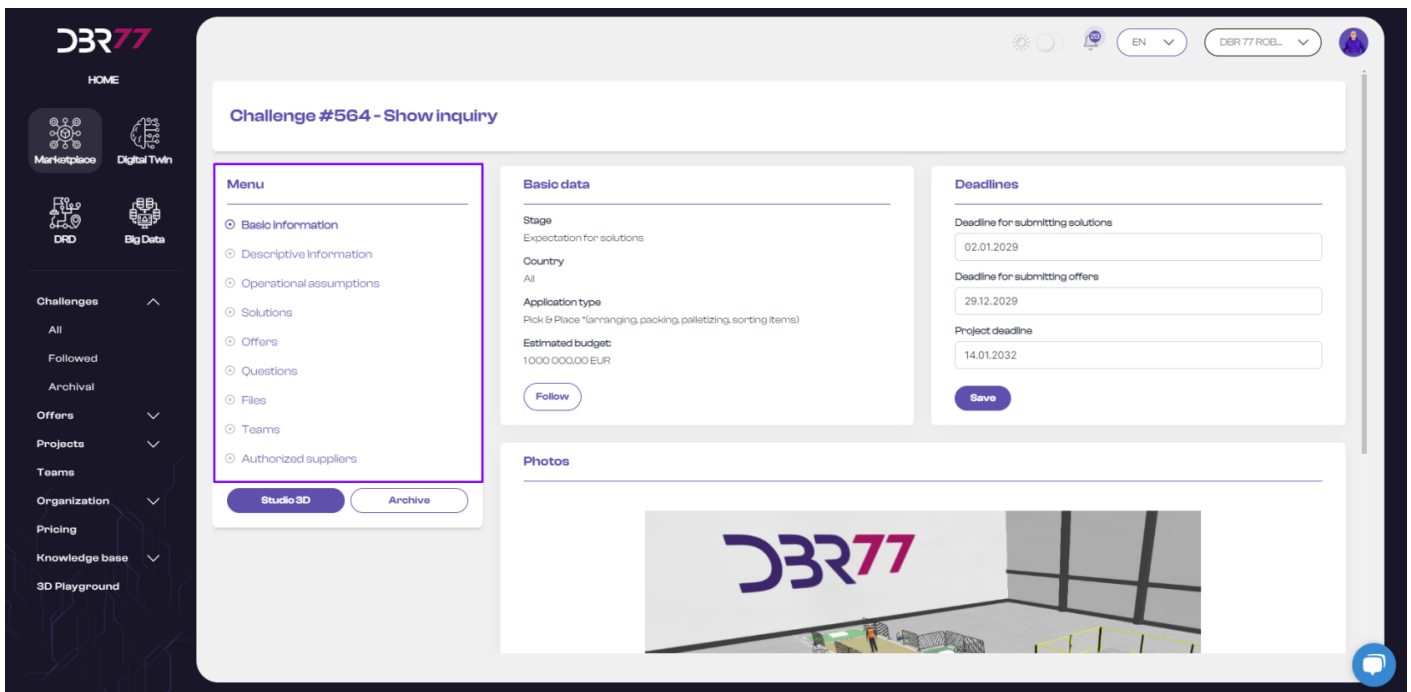 DBR77
HOME
Marketplace
Digital Twin
DRD
Big Data
Challenges
All
Followed
Archival
Offers
Projects
Teams
Organization
Pricing
Knowledge base
3D Playground
23
EN
DBR 77 ROB...
Challenge #564 - Show inquiry
Menu
Basic Information
Descriptive Information
Operational assumptions
Solutions
Offers
Questions
Files
Teams
Authorized suppliers
Studio 3D
Archive
Basic data
Stage
Expectation for solutions
Country
All
Application type
Pick & Place *(arranging, packing, palletizing, sorting items)
Estimated budget:
1 000 000,00 EUR
Follow
Deadlines
Deadline for submitting solutions
02.01.2029
Deadline for submitting offers
29.12.2029
Project deadline
14.01.2032
Save
Photos
DBR77